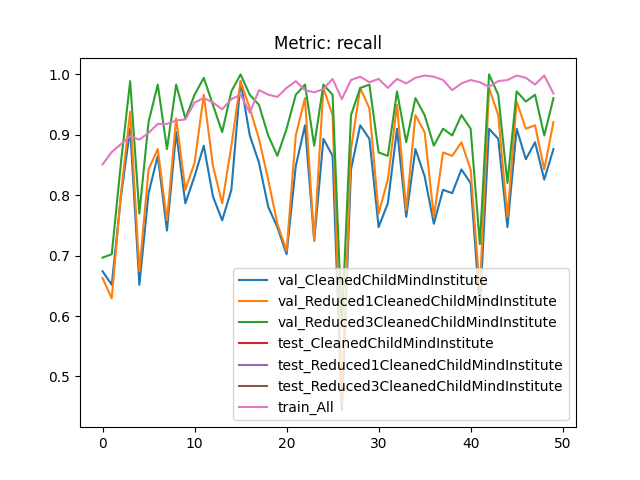 Metric: recall
1.0
0.9
0.8
0.7
0.6
0.5
val_CleanedChildMindInstitute
val_Reduced1CleanedChildMindInstitute
val_Reduced3CleanedChildMindInstitute
test_CleanedChildMindInstitute
test_Reduced1CleanedChildMindInstitute
test_Reduced3CleanedChildMindInstitute
train_All
0 10 20 30 40 50